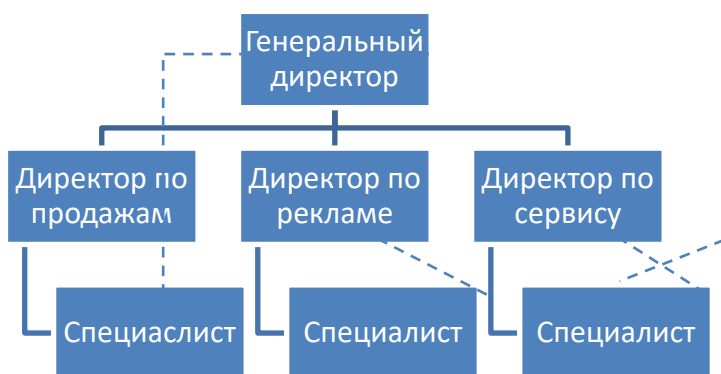 Генеральный
директор
Директор по
продажам
Директор по
рекламе
Директор по
сервису
Специаслист
Специалист
Специалист